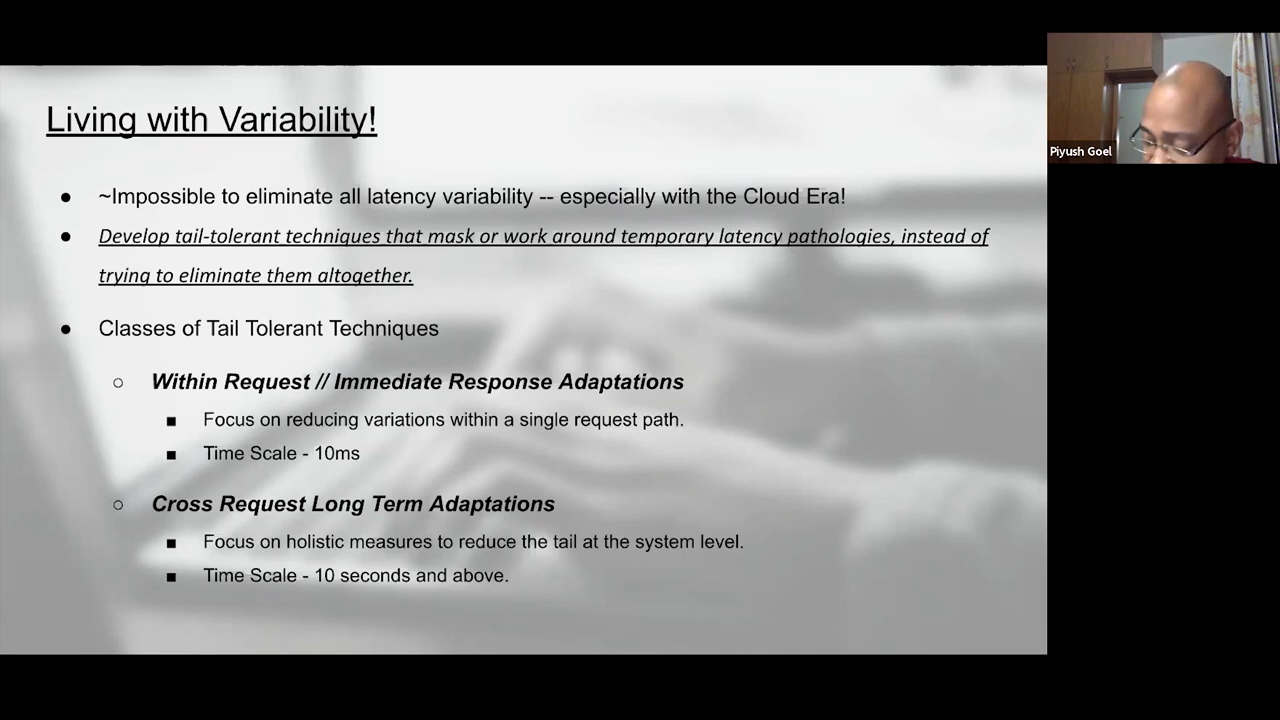 Living with Variability!
● ~Impossible to eliminate all latency variability -- especially with the Cloud Era!
● Develop tail-tolerant techniques that mask or work around temporary latency pathologies, instead of
trying to eliminate them altogether.
● Classes of Tail Tolerant Techniques
○ Within Request // Immediate Response Adaptations
■ Focus on reducing variations within a single request path.
■ Time Scale - 10ms
○ Cross Request Long Term Adaptations
■ Focus on holistic measures to reduce the tail at the system level.
■ Time Scale - 10 seconds and above.
Piyush Goel